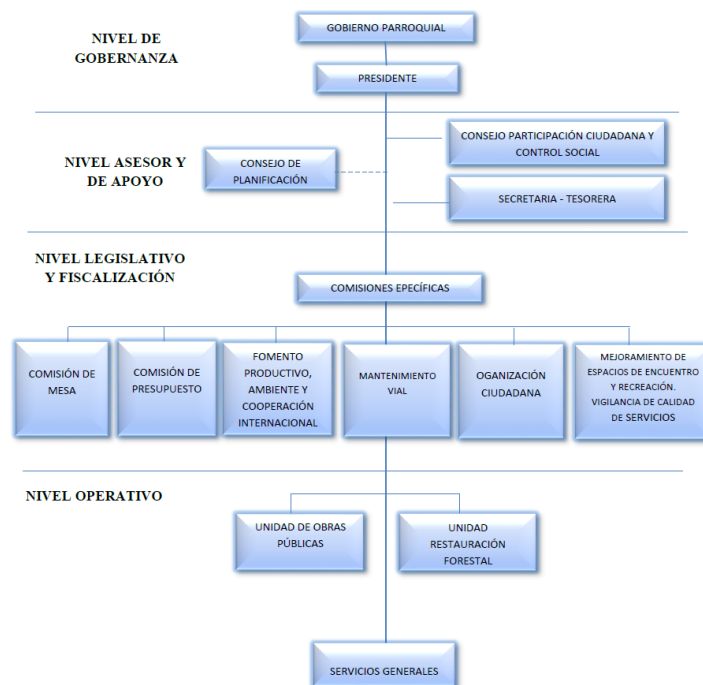 NIVEL DE
GOBERNANZA
GOBIERNO PARROQUIAL
PRESIDENTE
NIVEL ASESOR Y
DE APOYO
CONSEJO DE
PLANIFICACIÓN
CONSEJO PARTICIPACIÓN CIUDADANA Y
CONTROL SOCIAL
SECRETARIA - TESORERA
NIVEL LEGISLATIVO
Y FISCALIZACIÓN
COMISIONES EPECÍFICAS
COMISIÓN DE
MESA
COMISIÓN DE
PRESUPUESTO
FOMENTO
PRODUCTIVO,
AMBIENTE Y
COOPERACIÓN
INTERNACIONAL
MANTENIMIENTO
VIAL
OGANIZACIÓN
CIUDADANA
MEJORAMIENTO DE
ESPACIOS DE ENCUENTRO
Y RECREACIÓN.
VIGILANCIA DE CALIDAD
DE SERVICIOS
NIVEL OPERATIVO
UNIDAD DE OBRAS
PÚBLICAS
UNIDAD
RESTAURACIÓN
FORESTAL
SERVICIOS GENERALES